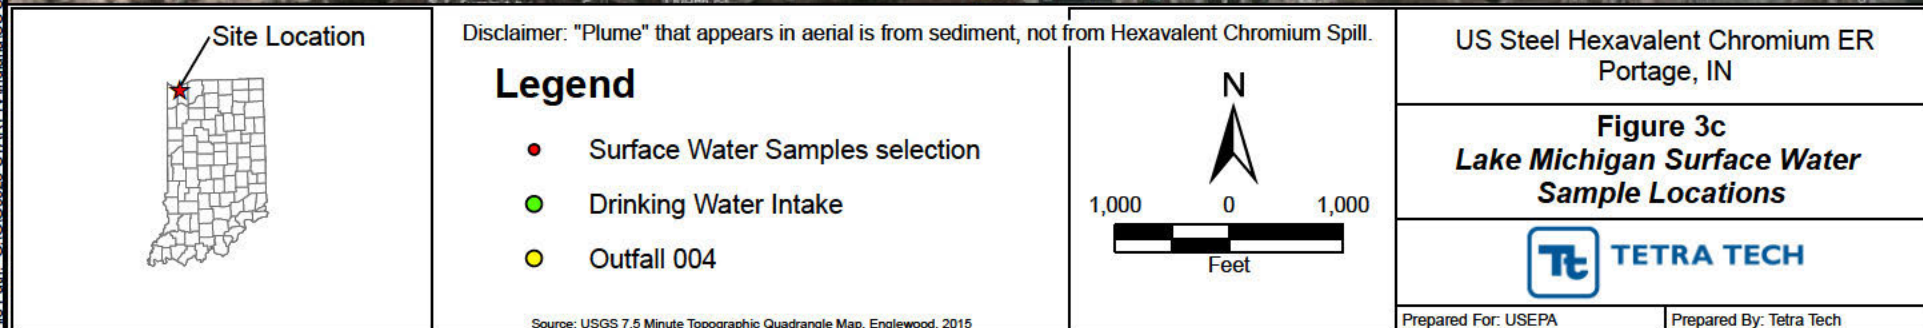 Site Location
Disclaimer: "Plume" that appears in aerial is from sediment, not from Hexavalent Chromium Spill.
Legend
Surface Water Samples selection
Drinking Water Intake
Outfall 004
Source: USGS 7.5 Minute Topographic Quadrangle Map, Englewood, 2015
N
1,000 0 1,000
Feet
US Steel Hexavalent Chromium ER
Portage, IN
Figure 3c
Lake Michigan Surface Water
Sample Locations
Tt TETRA TECH
Prepared For: USEPA
Prepared By: Tetra Tech